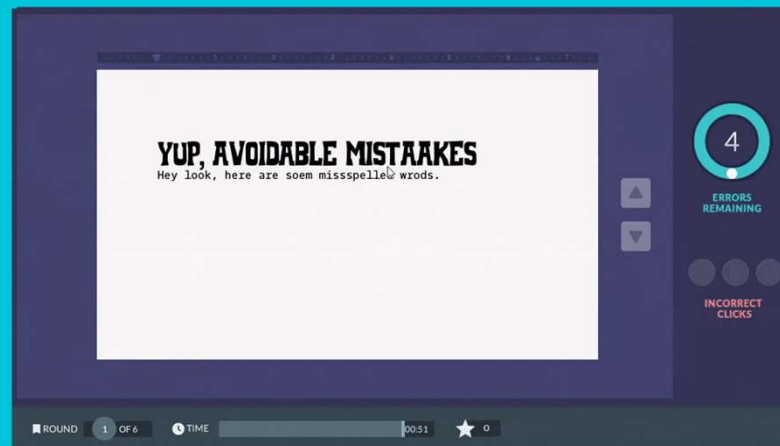 YUP, AVOIDABLE MISTAAKES
Hey look, here are soem missspelled wrods.
4
ERRORS
REMAINING
INCORRECT
CLICKS
ROUND 1 OF 6 TIME 00:51 0